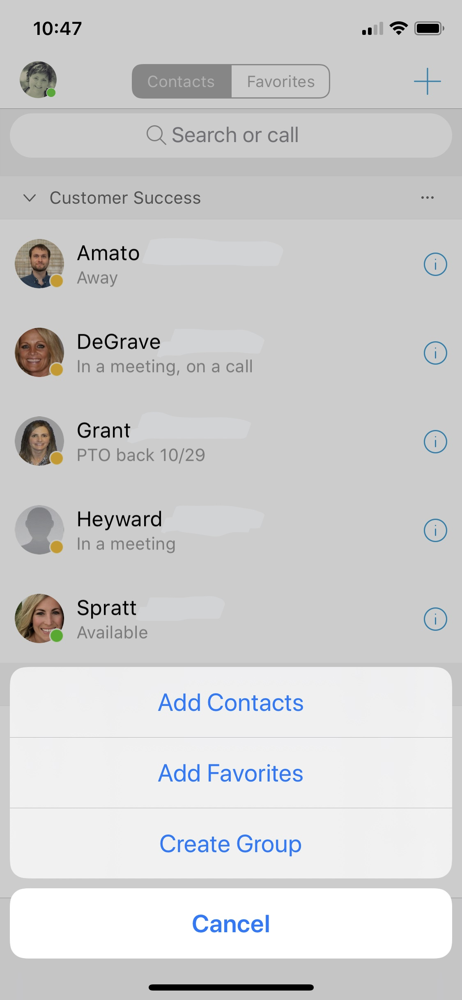 10:47
Contacts Favorites
Search or call
Customer Success
Amato
Away
DeGrave
In a meeting, on a call
Grant
PTO back 10/29
Heyward
In a meeting
Spratt
Available
Add Contacts
Add Favorites
Create Group
Cancel